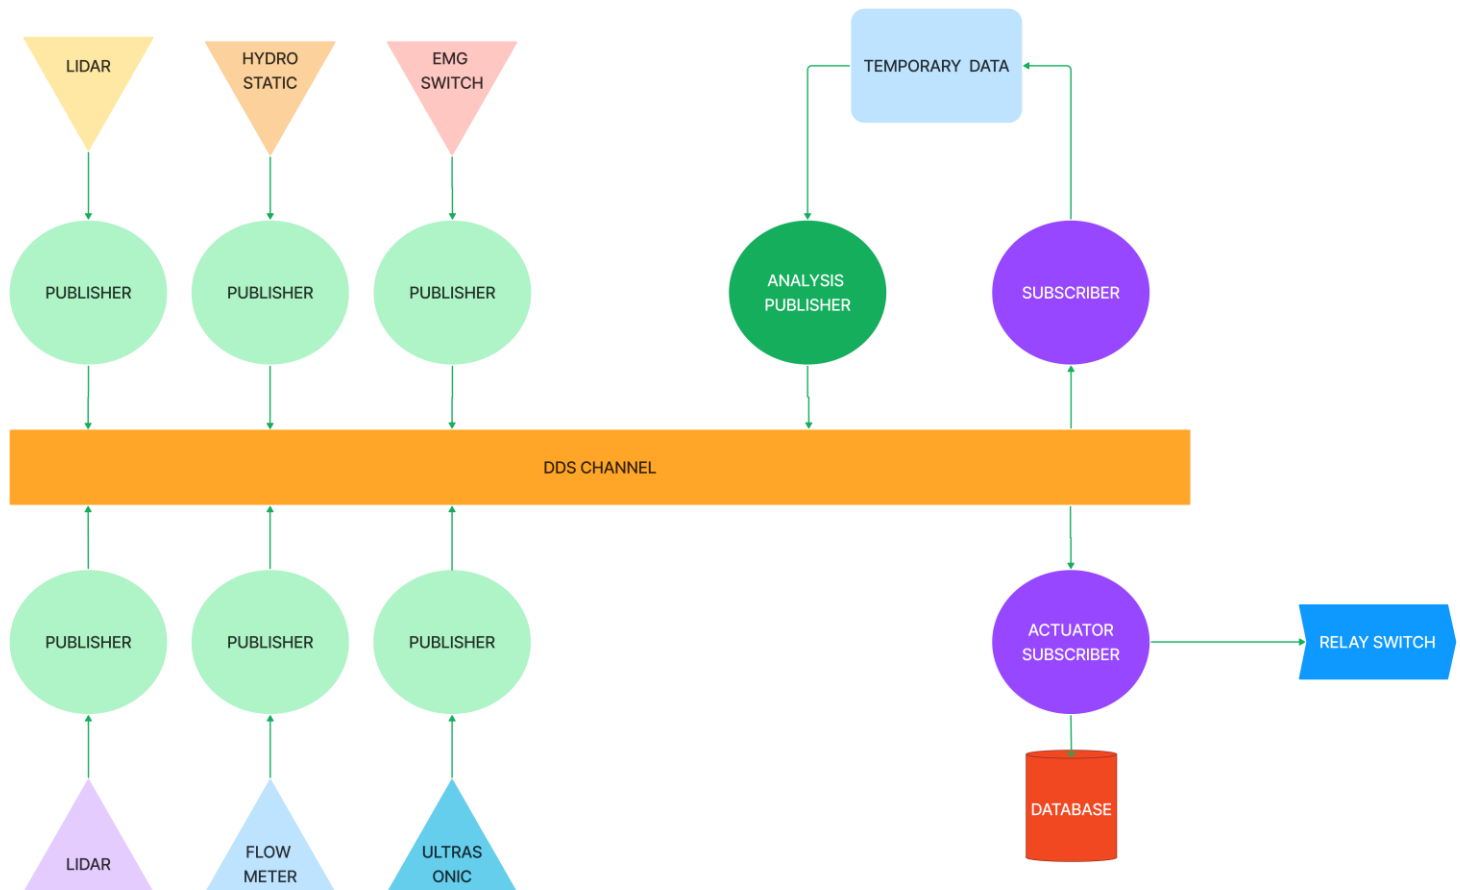 LIDAR
HYDRO
STATIC
EMG
SWITCH
TEMPORARY DATA
PUBLISHER
PUBLISHER
PUBLISHER
ANALYSIS
PUBLISHER
SUBSCRIBER
DDS CHANNEL
PUBLISHER
PUBLISHER
PUBLISHER
ACTUATOR
SUBSCRIBER
RELAY SWITCH
DATABASE
LIDAR
FLOW
METER
ULTRAS
ONIC